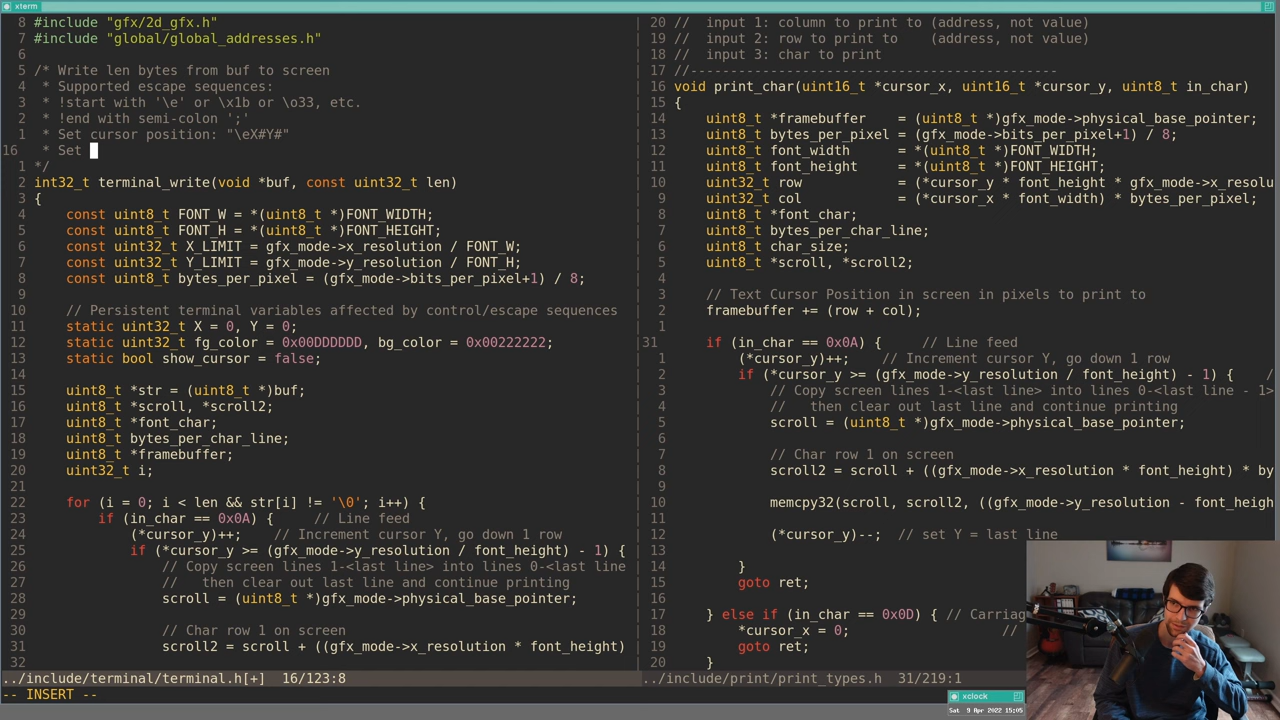 xterm
8 #include "gfx/2d_gfx.h"
7 #include "global/global_addresses.h"
6
5 /* Write len bytes from buf to screen
4  * Supported escape sequences:
3  * !start with '\e' or \x1b or \o33, etc.
2  * !end with semi-colon ';'
1  * Set cursor position: "\eX#Y#"
16  * Set
1 */
2 int32_t terminal_write(void *buf, const uint32_t len)
3 {
4     const uint8_t FONT_W = *(uint8_t *)FONT_WIDTH;
5     const uint8_t FONT_H = *(uint8_t *)FONT_HEIGHT;
6     const uint32_t X_LIMIT = gfx_mode->x_resolution / FONT_W;
7     const uint32_t Y_LIMIT = gfx_mode->y_resolution / FONT_H;
8     const uint8_t bytes_per_pixel = (gfx_mode->bits_per_pixel+1) / 8;
9
10     // Persistent terminal variables affected by control/escape sequences
11     static uint32_t X = 0, Y = 0;
12     static uint32_t fg_color = 0x00DDDDDD, bg_color = 0x00222222;
13     static bool show_cursor = false;
14
15     uint8_t *str = (uint8_t *)buf;
16     uint8_t *scroll, *scroll2;
17     uint8_t *font_char;
18     uint8_t bytes_per_char_line;
19     uint8_t *framebuffer;
20     uint32_t i;
21
22     for (i = 0; i < len && str[i] != '\0'; i++) {
23         if (in_char == 0x0A) {     // Line feed
24             (*cursor_y)++;    // Increment cursor Y, go down 1 row
25             if (*cursor_y >= (gfx_mode->y_resolution / font_height) - 1) {
26                 // Copy screen lines 1-<last line> into lines 0-<last line
27                 //   then clear out last line and continue printing
28                 scroll = (uint8_t *)gfx_mode->physical_base_pointer;
29
30                 // Char row 1 on screen
31                 scroll2 = scroll + ((gfx_mode->x_resolution * font_height)
32
../include/terminal/terminal.h[+]  16/123:8
-- INSERT --
20 //  input 1: column to print to (address, not value)
19 //  input 2: row to print to    (address, not value)
18 //  input 3: char to print
17 //----------------------------------------------
16 void print_char(uint16_t *cursor_x, uint16_t *cursor_y, uint8_t in_char)
15 {
14     uint8_t *framebuffer    = (uint8_t *)gfx_mode->physical_base_pointer;
13     uint8_t bytes_per_pixel = (gfx_mode->bits_per_pixel+1) / 8;
12     uint8_t font_width      = *(uint8_t *)FONT_WIDTH;
11     uint8_t font_height     = *(uint8_t *)FONT_HEIGHT;
10     uint32_t row            = (*cursor_y * font_height * gfx_mode->x_resolu
9     uint32_t col            = (*cursor_x * font_width) * bytes_per_pixel;
8     uint8_t *font_char;
7     uint8_t bytes_per_char_line;
6     uint8_t char_size;
5     uint8_t *scroll, *scroll2;
4
3     // Text Cursor Position in screen in pixels to print to
2     framebuffer += (row + col);
1
31     if (in_char == 0x0A) {     // Line feed
1         (*cursor_y)++;    // Increment cursor Y, go down 1 row
2         if (*cursor_y >= (gfx_mode->y_resolution / font_height) - 1) {    /
3             // Copy screen lines 1-<last line> into lines 0-<last line - 1>
4             //   then clear out last line and continue printing
5             scroll = (uint8_t *)gfx_mode->physical_base_pointer;
6
7             // Char row 1 on screen
8             scroll2 = scroll + ((gfx_mode->x_resolution * font_height) * by
9
10             memcpy32(scroll, scroll2, ((gfx_mode->y_resolution - font_heigh
11
12             (*cursor_y)--;  // set Y = last line
13
14         }
15         goto ret;
16
17     } else if (in_char == 0x0D) { // Carriag
18         *cursor_x = 0;                   //
19         goto ret;
20     }
../include/print/print_types.h  31/219:1
xclock
Sat 9 Apr 2022 15:05